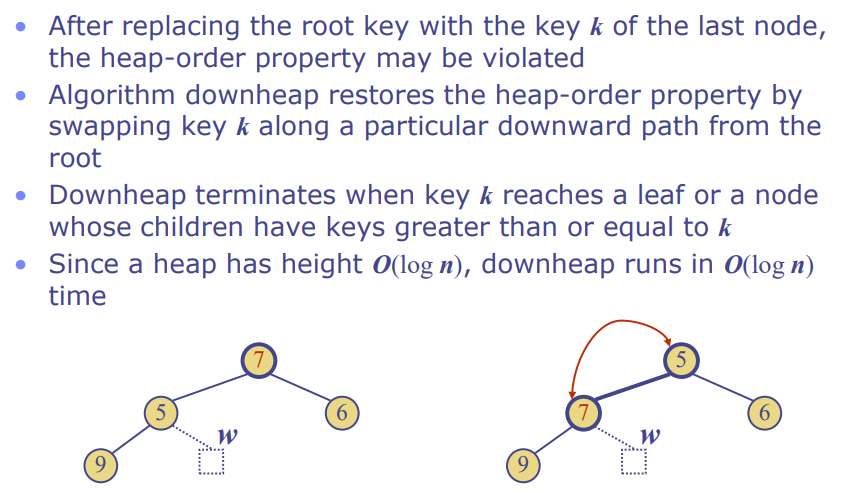 • After replacing the root key with the key k of the last node,
the heap-order property may be violated
• Algorithm downheap restores the heap-order property by
swapping key k along a particular downward path from the
root
• Downheap terminates when key k reaches a leaf or a node
whose children have keys greater than or equal to k
• Since a heap has height O(log n), downheap runs in O(log n)
time
7
5
5
6
w
9
7
6
w
9